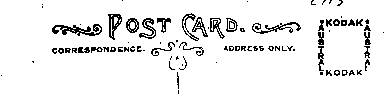 POST CARD.
CORRESPONDENCE. ADDRESS ONLY.
KODAK
AUSTRAL
AUSTRAL
KODAK